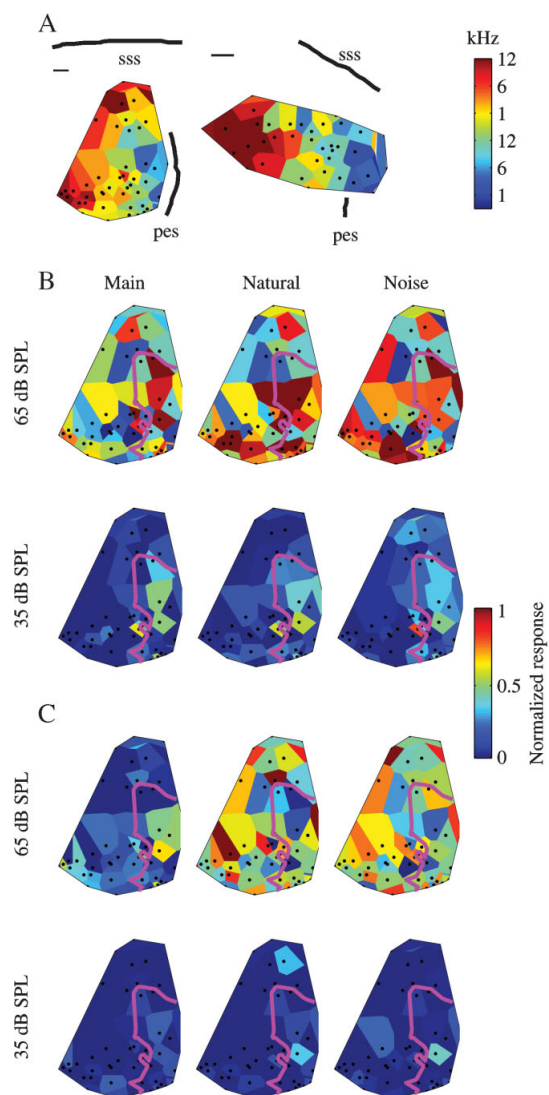 A
sss
sss
pes
pes
kHz
12
6
1
12
6
1
B
Main
Natural
Noise
65 dB SPL
35 dB SPL
1
0.5
0
Normalized response
C
65 dB SPL
35 dB SPL